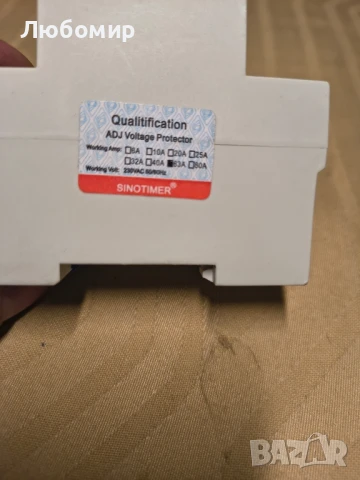 Любомир
Qualitification
ADJ Voltage Protector
Working Amp: □6A □10A □20A □25A
□32A □40A ■63A □80A
Working Volt: 230VAC 50/60Hz
SINOTIMER®
BAZAR